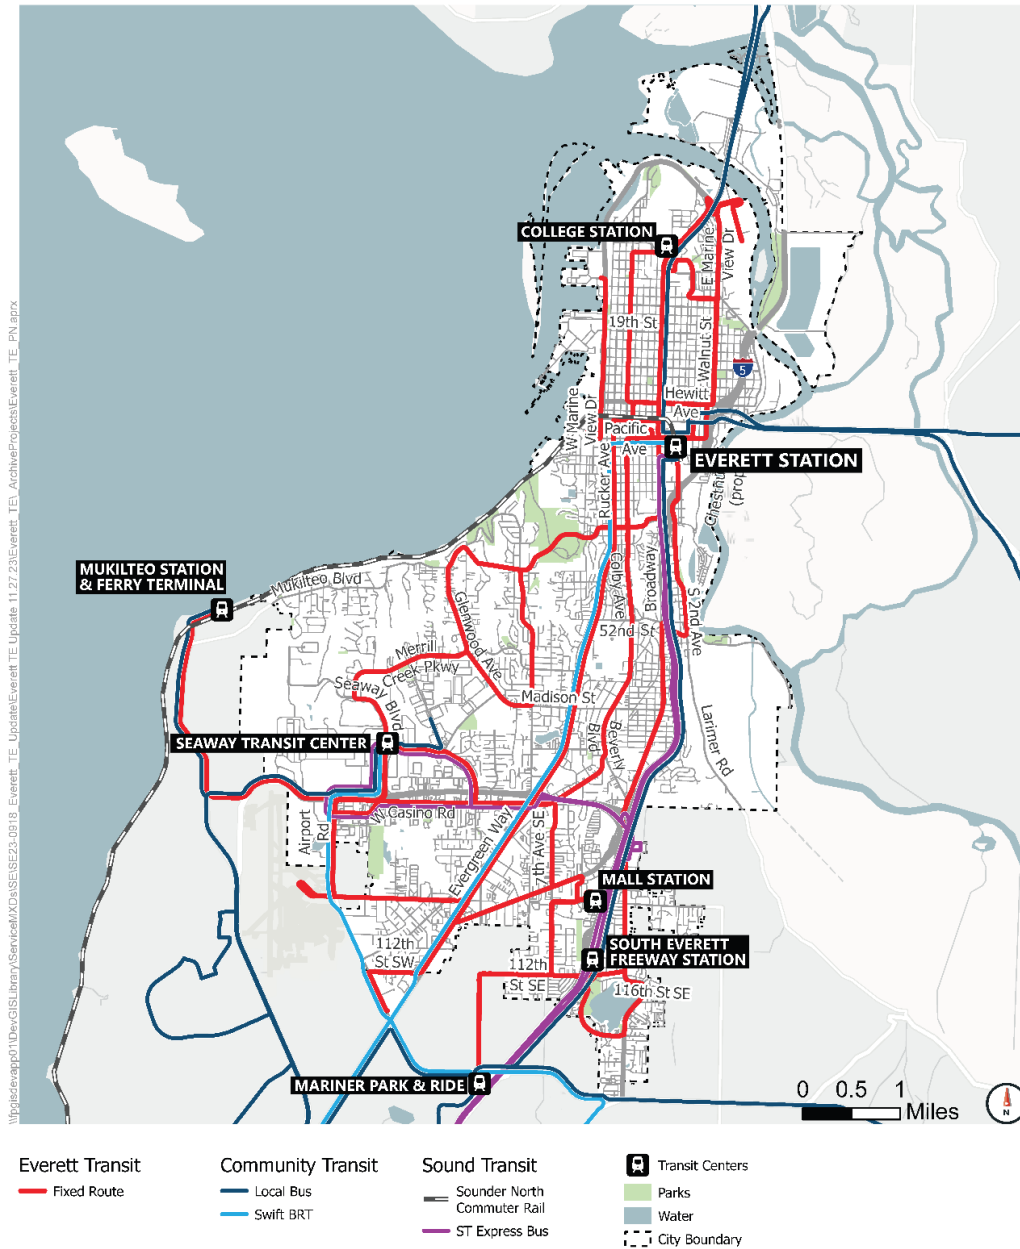 COLLEGE STATION
E Marine
View Dr
19th St
Walnut St
5
Hewitt
Ave
W Marine
View Dr
Pacific
Ave
EVERETT STATION
Rucker Ave
Chestnut
(prop
MUKILTEO STATION
& FERRY TERMINAL
Mukilteo Blvd
Glenwood Ave
Colby Ave
Broadway
52nd St
S 2nd Ave
Merrill
Creek Pkwy
Seaway Blvd
Madison St
Beverly
Blvd
Larimer Rd
SEAWAY TRANSIT CENTER
Airport
Rd
W Casino Rd
Evergreen Way
7th Ave SE
MALL STATION
112th
St SW
112th
St SE
SOUTH EVERETT
FREEWAY STATION
116th St SE
MARINER PARK & RIDE
0 0.5 1
Miles
N
Everett Transit
Fixed Route
Community Transit
Local Bus
Swift BRT
Sound Transit
Sounder North
Commuter Rail
ST Express Bus
Transit Centers
Parks
Water
City Boundary